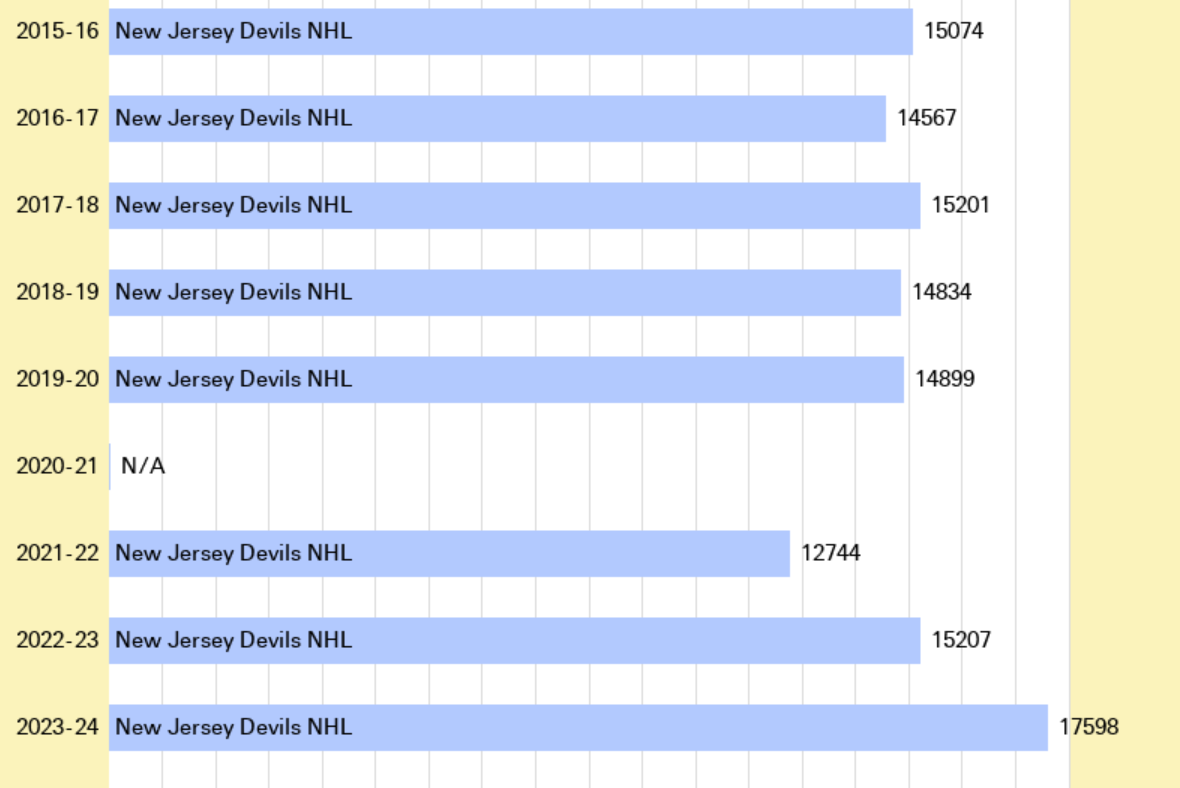 2015-16 New Jersey Devils NHL 15074
2016-17 New Jersey Devils NHL 14567
2017-18 New Jersey Devils NHL 15201
2018-19 New Jersey Devils NHL 14834
2019-20 New Jersey Devils NHL 14899
2020-21 N/A
2021-22 New Jersey Devils NHL 12744
2022-23 New Jersey Devils NHL 15207
2023-24 New Jersey Devils NHL 17598